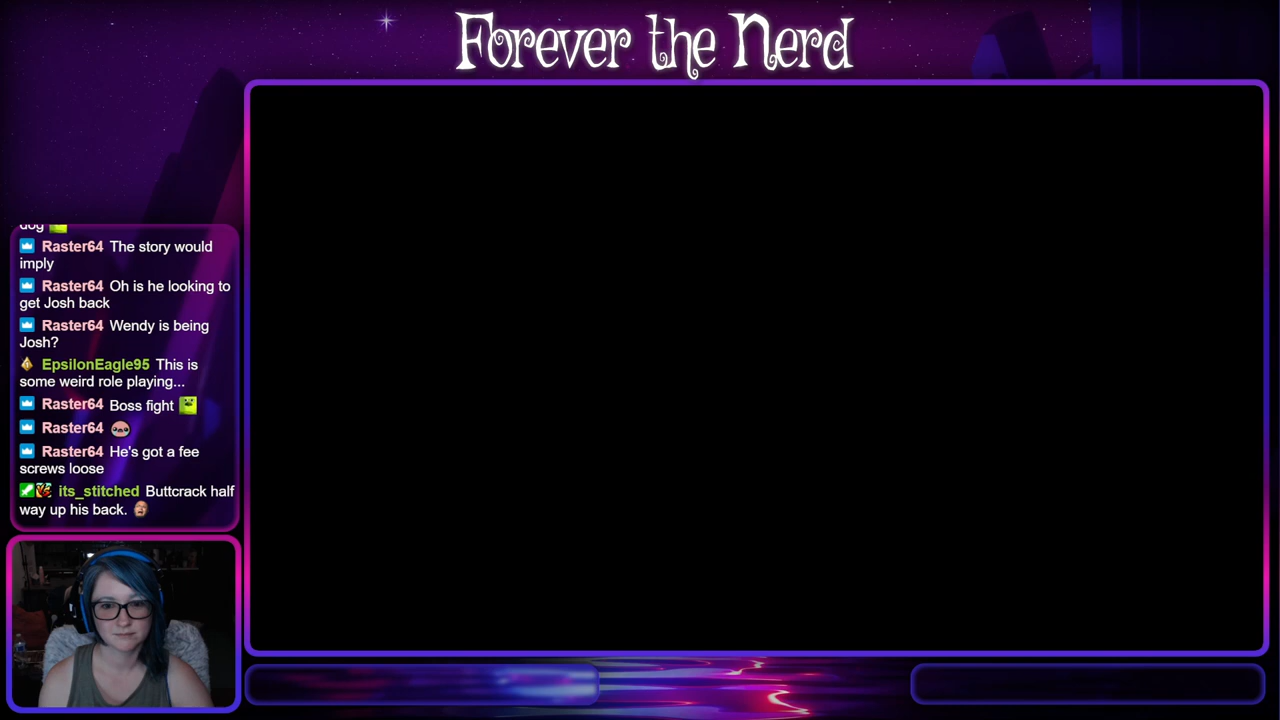 Forever the Nerd
dog
Raster64 The story would
imply
Raster64 Oh is he looking to
get Josh back
Raster64 Wendy is being
Josh?
EpsilonEagle95 This is
some weird role playing...
Raster64 Boss fight
Raster64
Raster64 He's got a fee
screws loose
its_stitched Buttcrack half
way up his back.